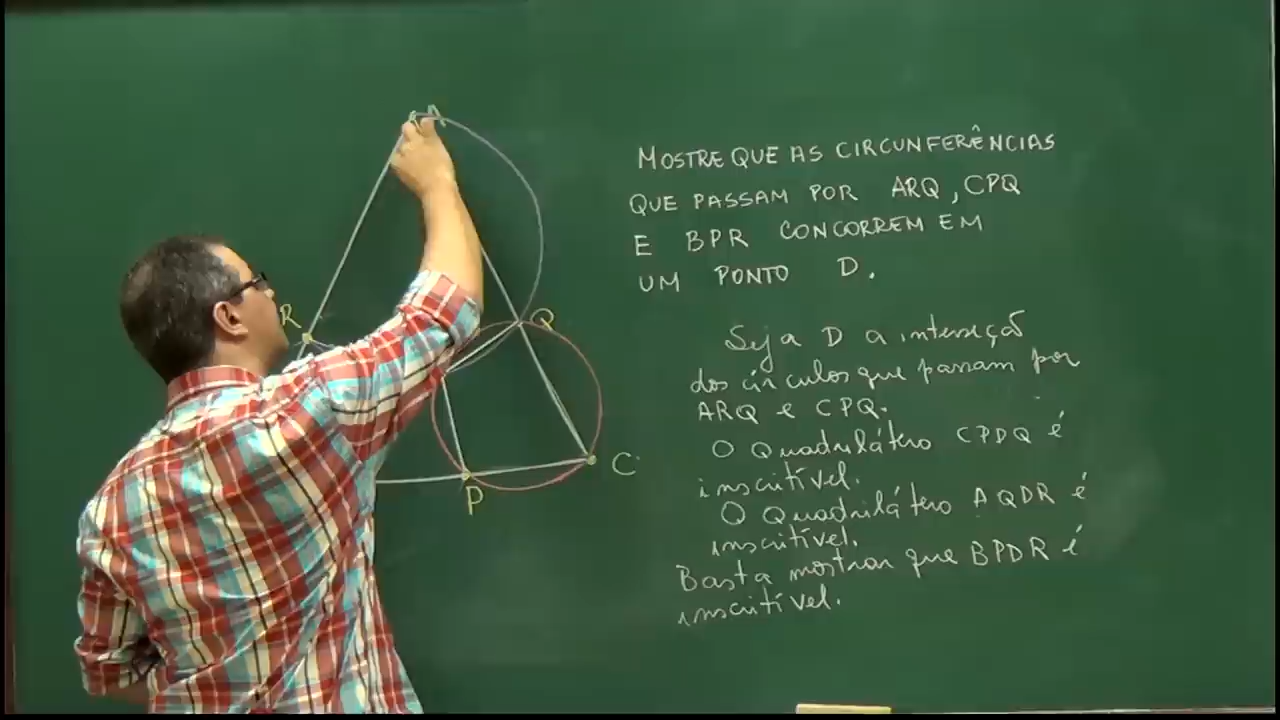 A
R
Q
P
C
MOSTRE QUE AS CIRCUNFERÊNCIAS
QUE PASSAM POR ARQ, CPQ
E BPR CONCORREM EM
UM PONTO D.
Seja D a interseção
dos círculos que passam por
ARQ e CPQ.
O Quadrilátero CPDQ é
inscritível.
O Quadrilátero AQDR é
inscritível.
Basta mostrar que BPDR é
inscritível.